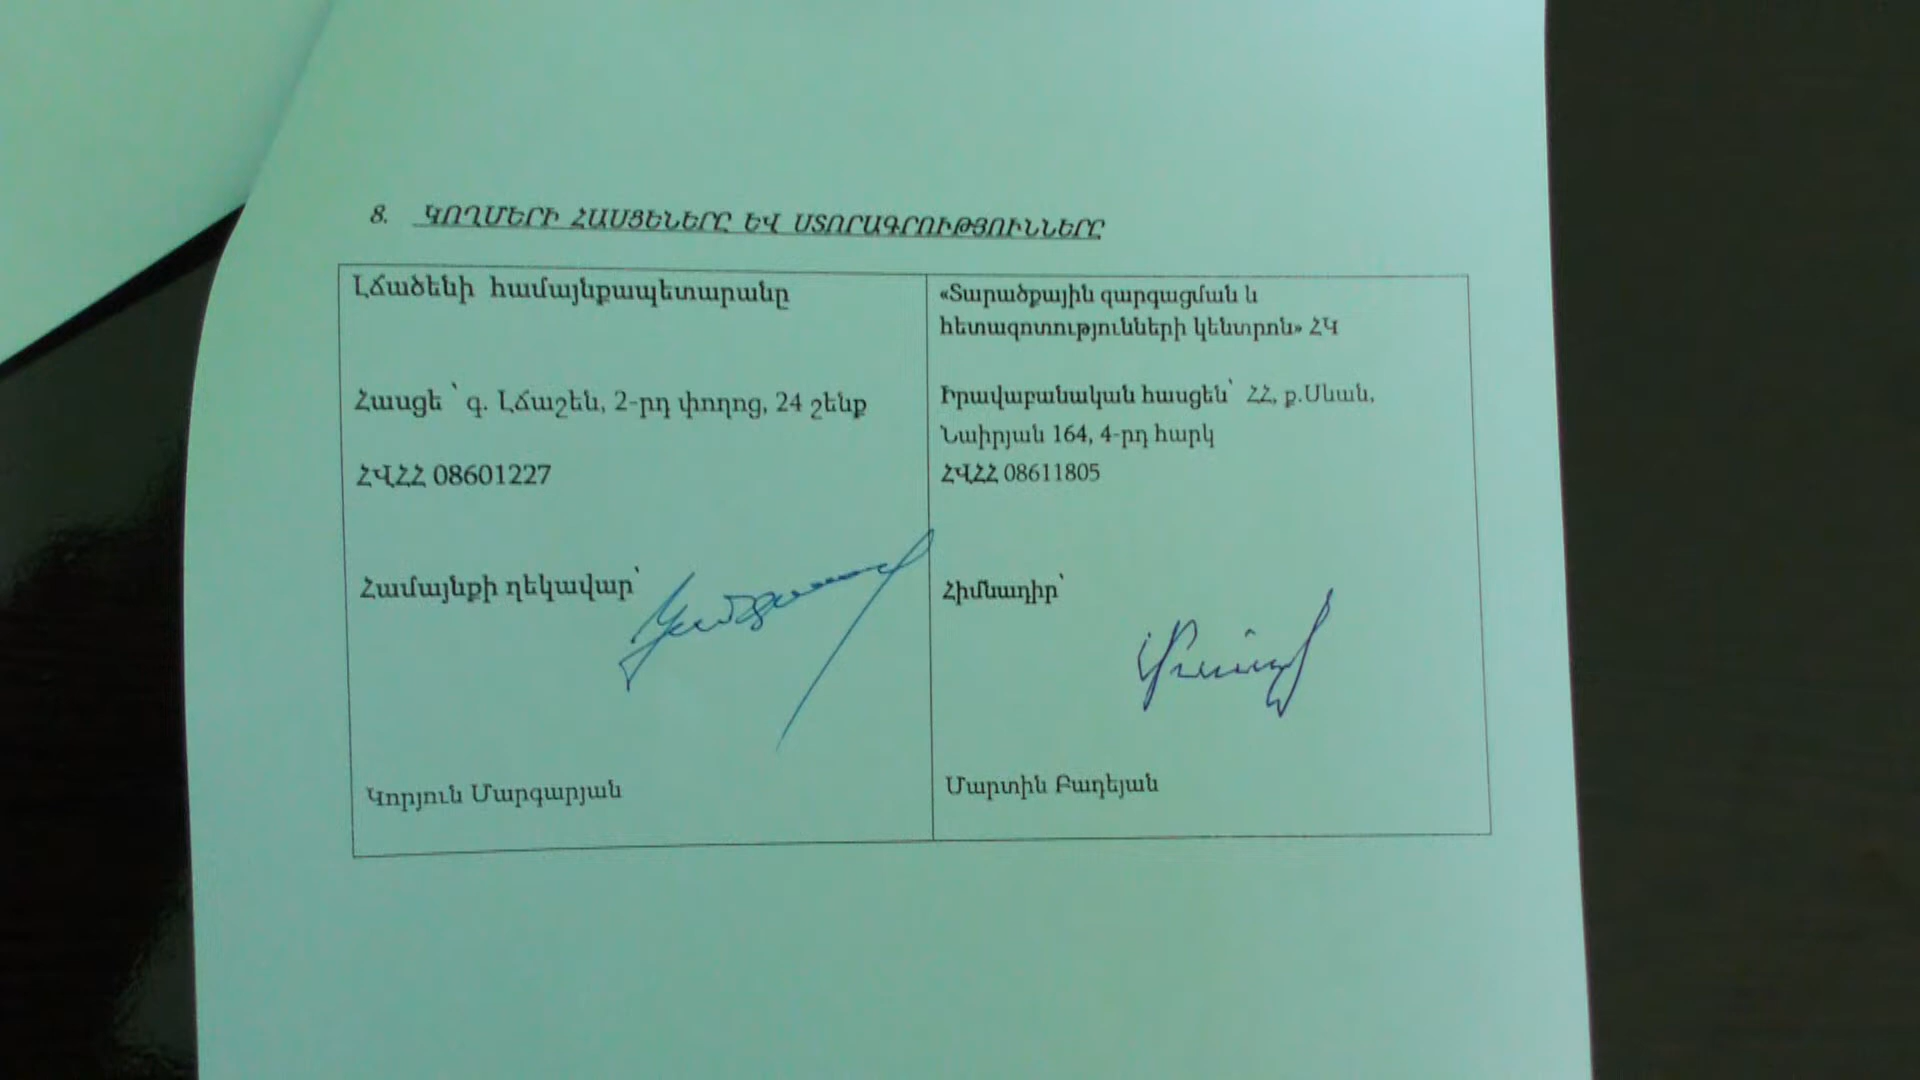 8. ԿՈՂՄԵՐԻ ՀԱՍՑԵՆԵՐԸ ԵՎ ՍՏՈՐԱԳՐՈՒԹՅՈՒՆՆԵՐԸ
Լճածենի համայնքապետարանը
Հասցե ՝ գ. Լճաշեն, 2-րդ փողոց, 24 շենք
ՀՎՀՀ 08601227
Համայնքի ղեկավար՝
Կորյուն Մարգարյան
«Տարածքային զարգացման և
հետազոտությունների կենտրոն» ՀԿ
Իրավաբանական հասցեն՝ ՀՀ, ք.Սևան,
Նաիրյան 164, 4-րդ հարկ
ՀՎՀՀ 08611805
Հիմնադիր՝
Մարտին Բադեյան